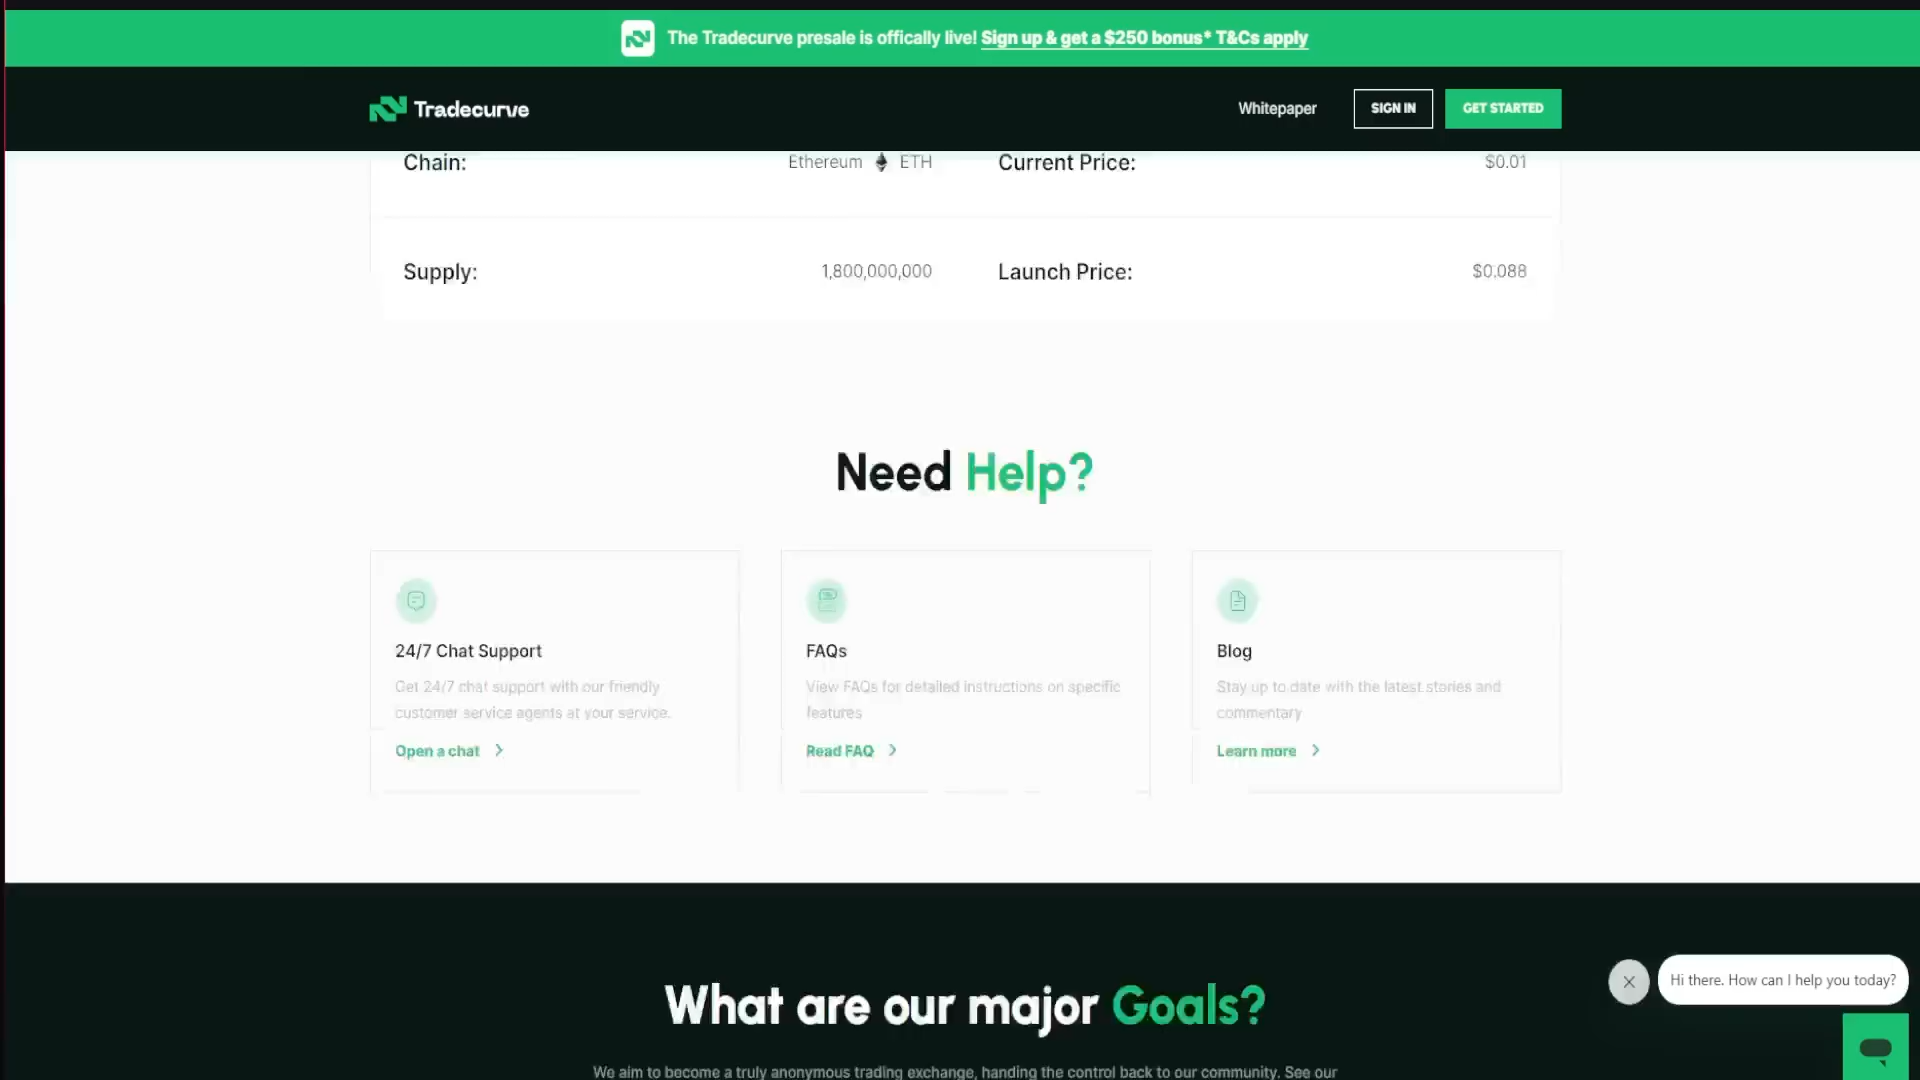 The Tradecurve presale is offically live! Sign up & get a $250 bonus* T&Cs apply
Tradecurve
Whitepaper
SIGN IN
GET STARTED
Chain:
Ethereum ETH
Current Price:
$0.01
Supply:
1,800,000,000
Launch Price:
$0.088
Need Help?
24/7 Chat Support
Get 24/7 chat support with our friendly
customer service agents at your service.
Open a chat
FAQs
View FAQs for detailed instructions on specific
features
Read FAQ
Blog
Stay up to date with the latest stories and
commentary
Learn more
What are our major Goals?
We aim to become a truly anonymous trading exchange, handing the control back to our community. See our
Hi there. How can I help you today?